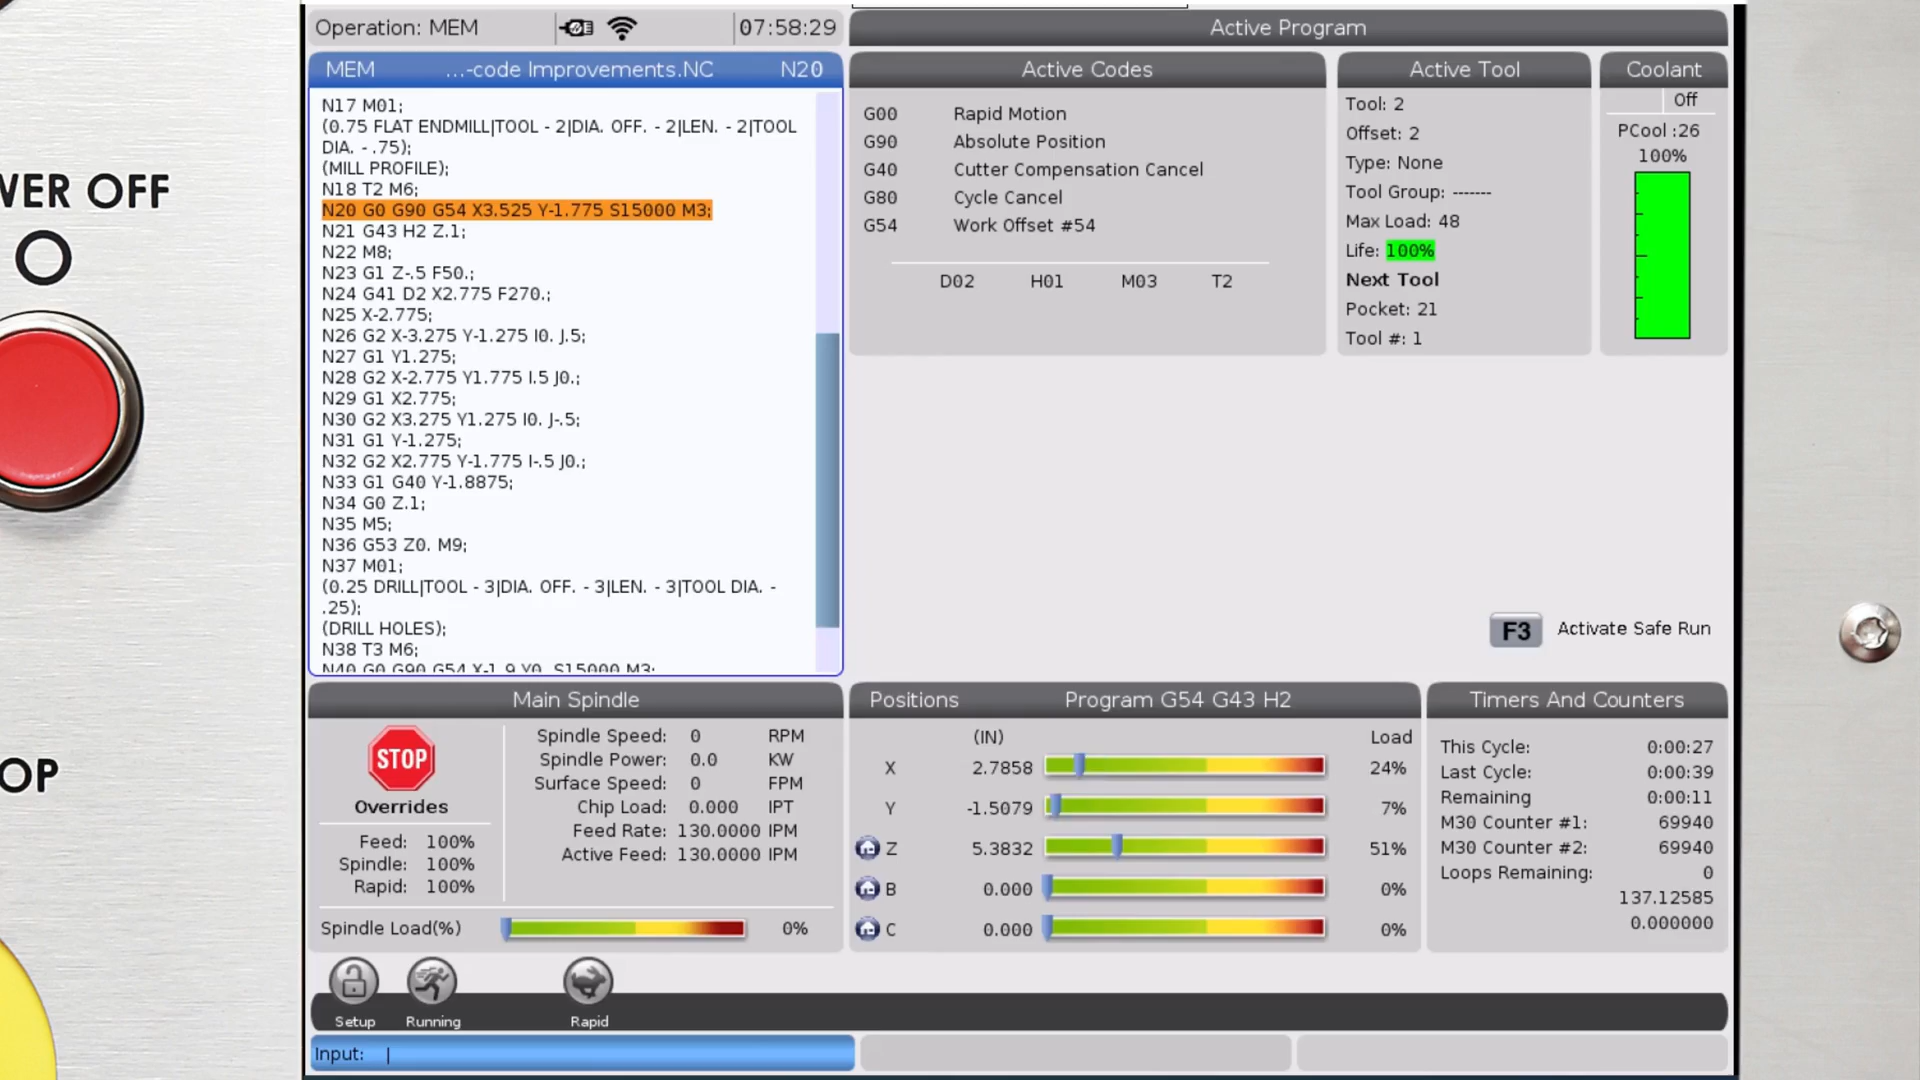 WER OFF
OP
Operation: MEM
07:58:29
Active Program
MEM ...-code Improvements.NC N20
N17 M01;
(0.75 FLAT ENDMILL|TOOL - 2|DIA. OFF. - 2|LEN. - 2|TOOL
DIA. - .75);
(MILL PROFILE);
N18 T2 M6;
N20 G0 G90 G54 X3.525 Y-1.775 S15000 M3;
N21 G43 H2 Z.1;
N22 M8;
N23 G1 Z-.5 F50.;
N24 G41 D2 X2.775 F270.;
N25 X-2.775;
N26 G2 X-3.275 Y-1.275 I0. J.5;
N27 G1 Y1.275;
N28 G2 X-2.775 Y1.775 I.5 J0.;
N29 G1 X2.775;
N30 G2 X3.275 Y1.275 I0. J-.5;
N31 G1 Y-1.275;
N32 G2 X2.775 Y-1.775 I-.5 J0.;
N33 G1 G40 Y-1.8875;
N34 G0 Z.1;
N35 M5;
N36 G53 Z0. M9;
N37 M01;
(0.25 DRILL|TOOL - 3|DIA. OFF. - 3|LEN. - 3|TOOL DIA. -
.25);
(DRILL HOLES);
N38 T3 M6;
N40 G0 G90 G54 X-1.9 Y0. S15000 M3;
Active Codes
G00 Rapid Motion
G90 Absolute Position
G40 Cutter Compensation Cancel
G80 Cycle Cancel
G54 Work Offset #54
D02 H01 M03 T2
Active Tool
Tool: 2
Offset: 2
Type: None
Tool Group: -------
Max Load: 48
Life: 100%
Next Tool
Pocket: 21
Tool #: 1
Coolant
Off
PCool :26
100%
F3 Activate Safe Run
Main Spindle
STOP
Overrides
Feed: 100%
Spindle: 100%
Rapid: 100%
Spindle Speed: 0 RPM
Spindle Power: 0.0 KW
Surface Speed: 0 FPM
Chip Load: 0.000 IPT
Feed Rate: 130.0000 IPM
Active Feed: 130.0000 IPM
Spindle Load(%) 0%
Positions Program G54 G43 H2
(IN) Load
X 2.7858 24%
Y -1.5079 7%
Z 5.3832 51%
B 0.000 0%
C 0.000 0%
Timers And Counters
This Cycle: 0:00:27
Last Cycle: 0:00:39
Remaining 0:00:11
M30 Counter #1: 69940
M30 Counter #2: 69940
Loops Remaining: 0
137.12585
0.000000
Setup Running Rapid
Input: |